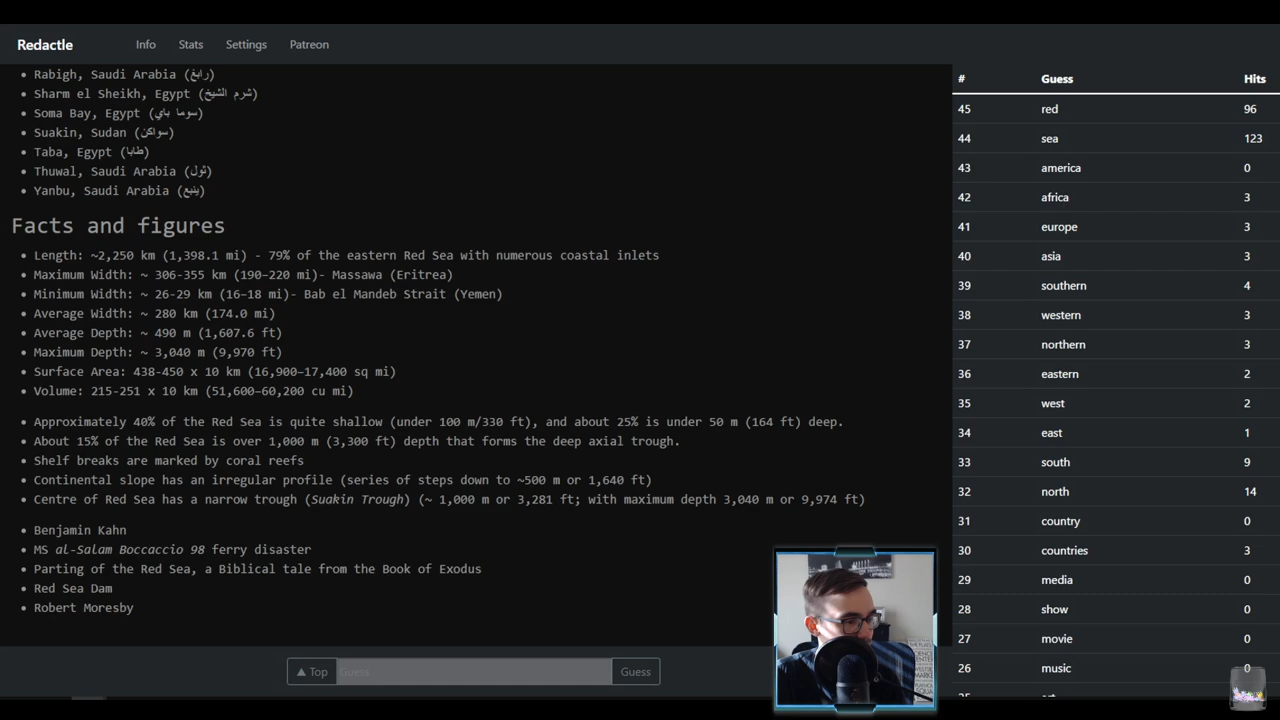 Redactle Info Stats Settings Patreon
Rabigh, Saudi Arabia (رابغ)
Sharm el Sheikh, Egypt (شرم الشيخ)
Soma Bay, Egypt (سوما باي)
Suakin, Sudan (سواكن)
Taba, Egypt (طابا)
Thuwal, Saudi Arabia (ثول)
Yanbu, Saudi Arabia (ينبع)
Facts and figures
Length: ~2,250 km (1,398.1 mi) - 79% of the eastern Red Sea with numerous coastal inlets
Maximum Width: ~ 306-355 km (190–220 mi)- Massawa (Eritrea)
Minimum Width: ~ 26-29 km (16–18 mi)- Bab el Mandeb Strait (Yemen)
Average Width: ~ 280 km (174.0 mi)
Average Depth: ~ 490 m (1,607.6 ft)
Maximum Depth: ~ 3,040 m (9,970 ft)
Surface Area: 438-450 x 10 km (16,900–17,400 sq mi)
Volume: 215-251 x 10 km (51,600–60,200 cu mi)
Approximately 40% of the Red Sea is quite shallow (under 100 m/330 ft), and about 25% is under 50 m (164 ft) deep.
About 15% of the Red Sea is over 1,000 m (3,300 ft) depth that forms the deep axial trough.
Shelf breaks are marked by coral reefs
Continental slope has an irregular profile (series of steps down to ~500 m or 1,640 ft)
Centre of Red Sea has a narrow trough (Suakin Trough) (~ 1,000 m or 3,281 ft; with maximum depth 3,040 m or 9,974 ft)
Benjamin Kahn
MS al-Salam Boccaccio 98 ferry disaster
Parting of the Red Sea, a Biblical tale from the Book of Exodus
Red Sea Dam
Robert Moresby
▲ Top Guess Guess
# Guess Hits
45 red 96
44 sea 123
43 america 0
42 africa 3
41 europe 3
40 asia 3
39 southern 4
38 western 3
37 northern 3
36 eastern 2
35 west 2
34 east 1
33 south 9
32 north 14
31 country 0
30 countries 3
29 media 0
28 show 0
27 movie 0
26 music 0